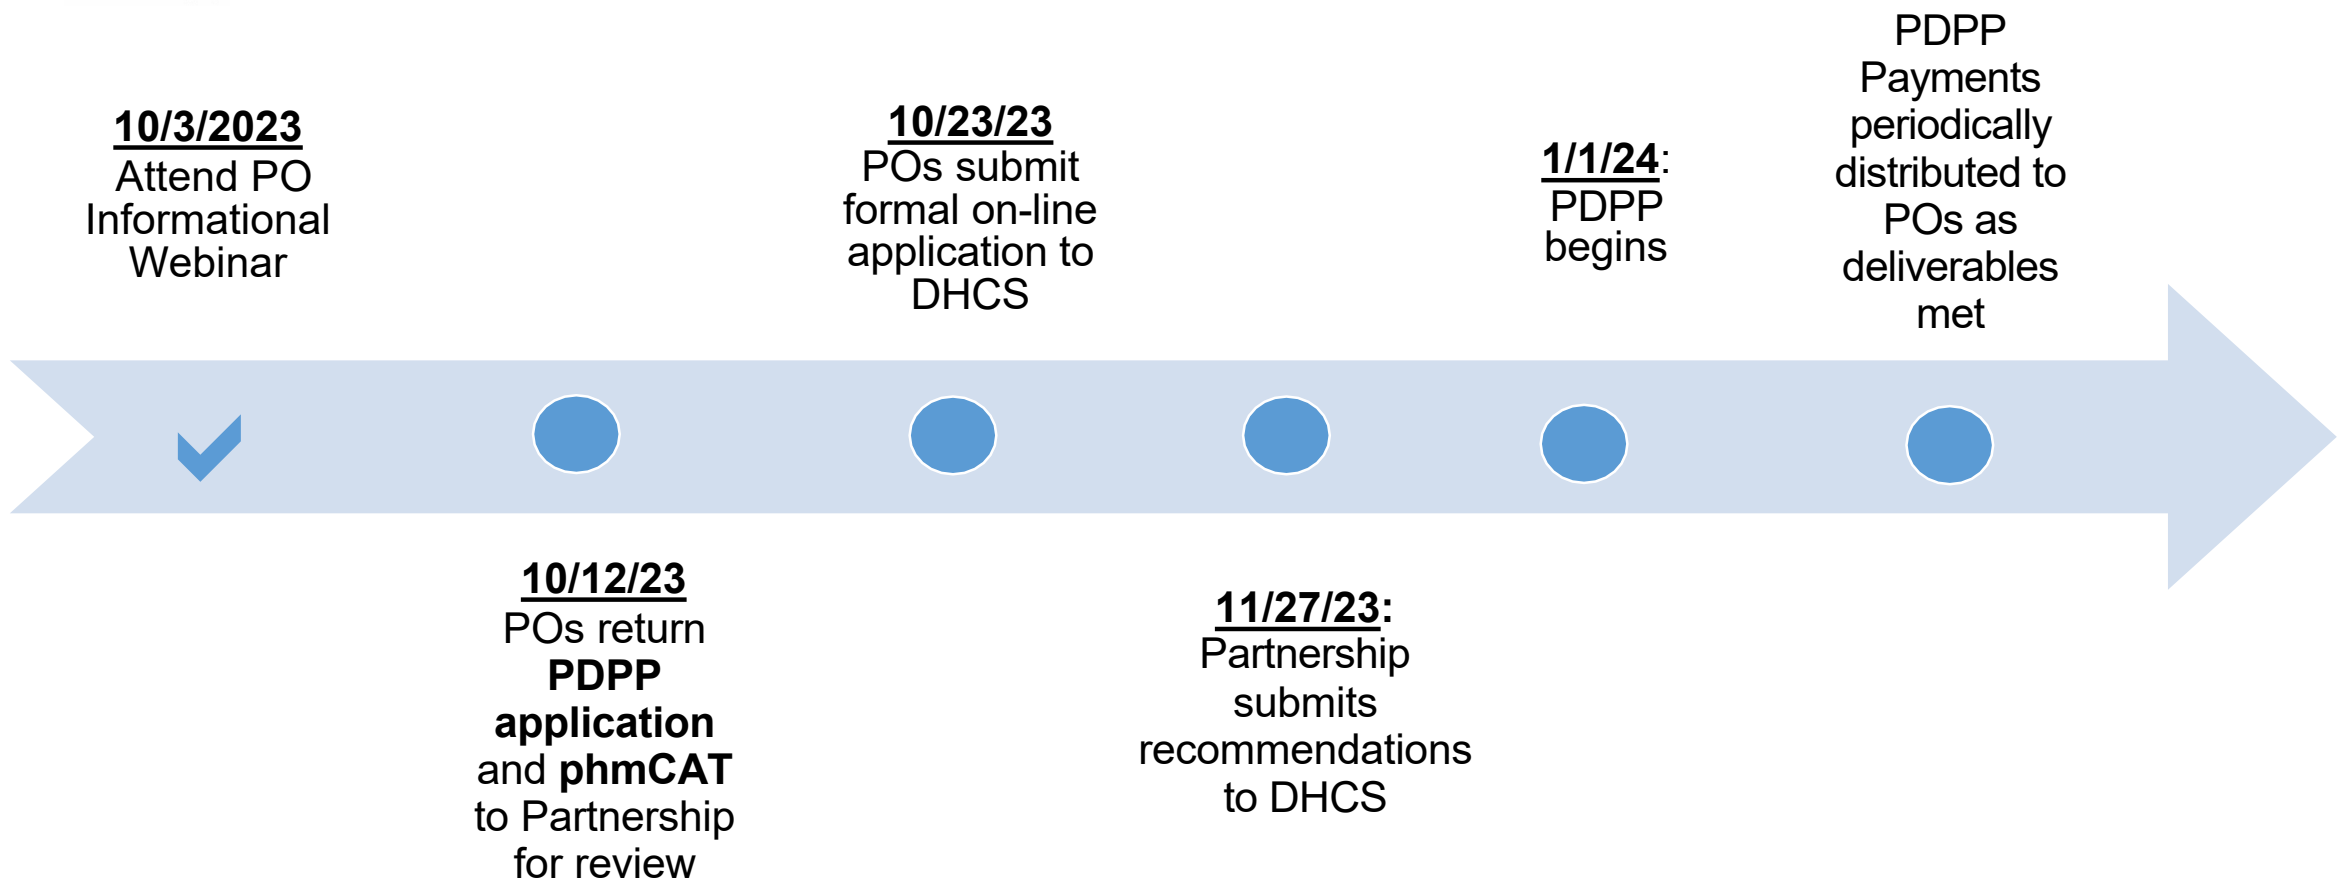 10/3/2023
Attend PO
Informational
Webinar
10/12/23
POs return
PDPP
application
and phmCAT
to Partnership
for review
10/23/23
POs submit
formal on-line
application to
DHCS
11/27/23:
Partnership
submits
recommendations
to DHCS
1/1/24:
PDPP
begins
PDPP
Payments
periodically
distributed to
POs as
deliverables
met